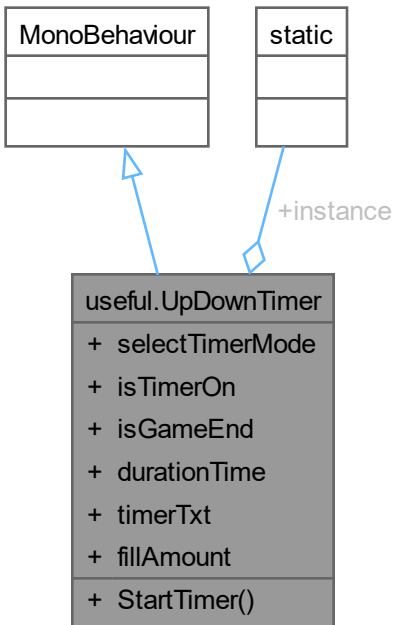 MonoBehaviour
static
+instance
useful.UpDownTimer
+ selectTimerMode
+ isTimerOn
+ isGameEnd
+ durationTime
+ timerTxt
+ fillAmount
+ StartTimer()